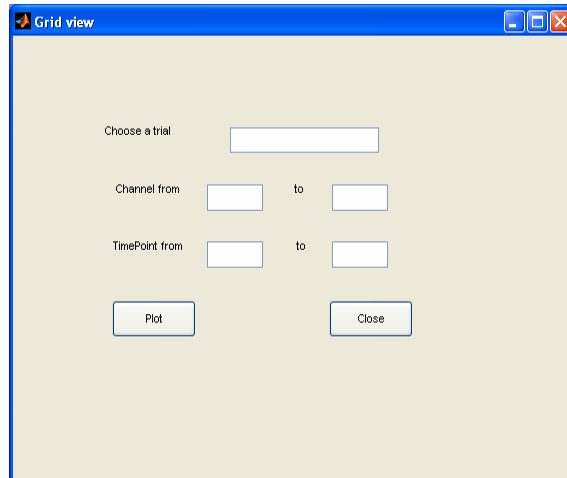 Grid view
Choose a trial
Channel from to
TimePoint from to
Plot Close